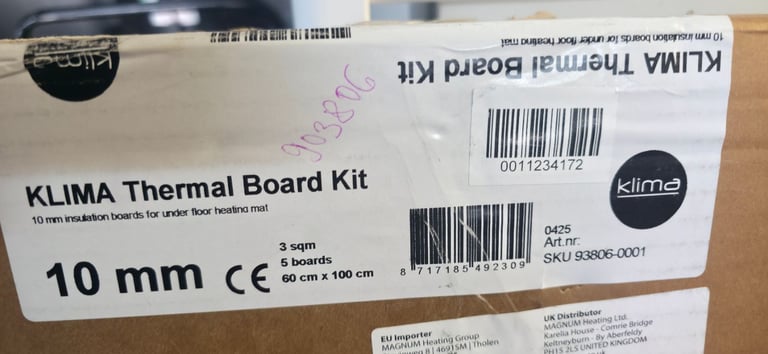 klima
10 mm insulation boards for under floor heating mat
KLIMA Thermal Board Kit
903806
0011234172
klima
KLIMA Thermal Board Kit
10 mm insulation boards for under floor heating mat
10 mm CE
3 sqm
5 boards
60 cm x 100 cm
8 717185 492309
0425
Art.nr:
SKU 93806-0001
EU Importer
MAGNUM Heating Group
8 | 4691SM | Tholen
UK Distributor
MAGNUM Heating Ltd.
Karelia House - Comrie Bridge
Keltneyburn - By Aberfeldy
PH15 2LS UNITED KINGDOM